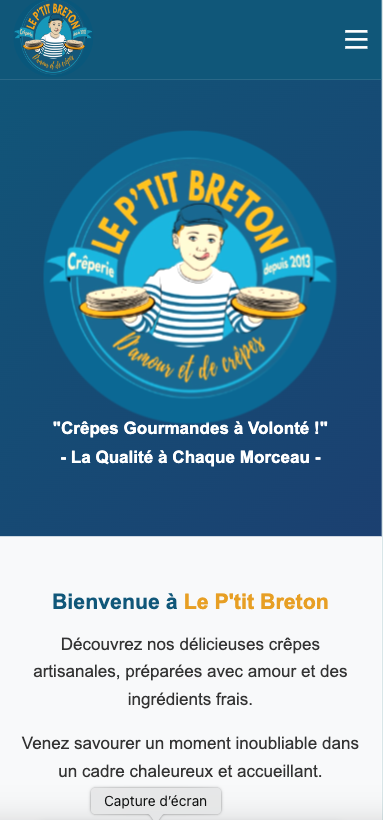 LE P'TIT BRETON
Crêperie
depuis 2013
D'amour et de crêpes
LE P'TIT BRETON
Crêperie
depuis 2013
D'amour et de crêpes
"Crêpes Gourmandes à Volonté !"
- La Qualité à Chaque Morceau -
Bienvenue à Le P'tit Breton
Découvrez nos délicieuses crêpes
artisanales, préparées avec amour et des
ingrédients frais.
Venez savourer un moment inoubliable dans
un cadre chaleureux et accueillant.
Capture d'écran